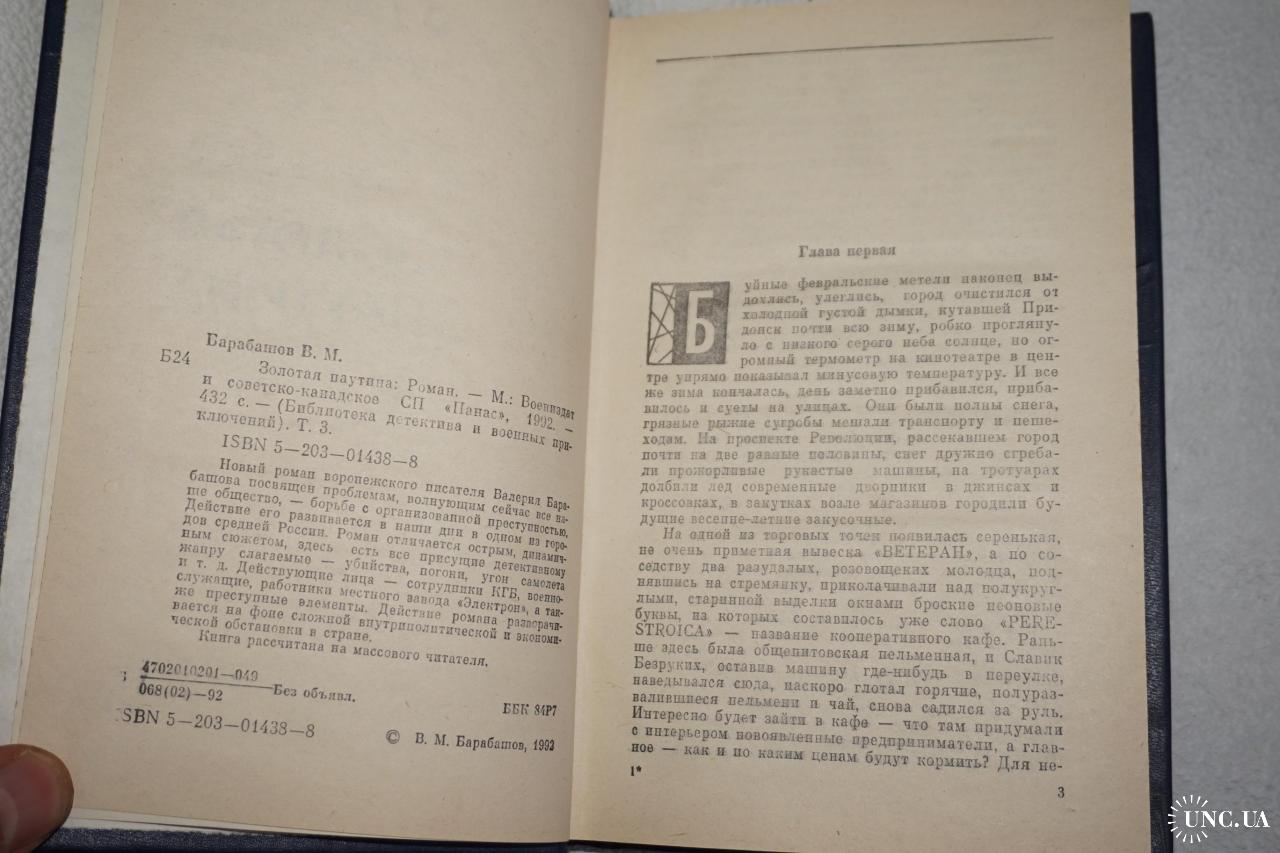 Барабашов В. М.
Б24
Золотая паутина: Роман. — М.: Воениздат
и советско-канадское СП «Панас», 1992. —
432 с. — (Библиотека детектива и военных при-
ключений). Т. 3.
ISBN 5—203—01438—8
Новый роман воронежского писателя Валерия Бара-
башова посвящен проблемам, волнующим сейчас все на-
ше общество, — борьбе с организованной преступностью.
Действие его развивается в наши дни в одном из горо-
дов средней России. Роман отличается острым, динамич-
ным сюжетом, здесь есть все присущие детективному
жанру слагаемые — убийства, погони, угон самолета
и т. д. Действующие лица — сотрудники КГБ, военно-
служащие, работники местного завода «Электрон», а так-
же преступные элементы. Действие романа разворачи-
вается на фоне сложной внутриполитической и экономи-
ческой обстановки в стране.
Книга рассчитана на массового читателя.
4702010201—049
068(02)—92
Без объявл.
ББК 84Р7
ISBN 5—203—01438—8
© В. М. Барабашов, 1992
Глава первая
Буйные февральские метели наконец вы-
дохлись, улеглись, город очистился от
холодной густой дымки, кутавшей При-
донск почти всю зиму, робко проглянУ-
ло с низкого серого неба солнце, но ог-
ромный термометр на кинотеатре в цен-
тре упрямо показывал минусовую температуру. И все
же зима кончалась, день заметно прибавился, приба-
вилось и суеты на улицах. Они были полны снега,
грязные рыжие сугробы мешали транспорту и пеше-
ходам. На проспекте Революции, рассекавшем город
почти на две равные половины, снег дружно сгреба-
ли прожорливые рукастые машины, на тротуарах
долбили лед современные дворники в джинсах и
кроссовках, в закутках возле магазинов городили бу-
дущие весенне-летние закусочные.
На одной из торговых точек появилась серенькая,
не очень приметная вывеска «ВЕТЕРАН», а по со-
седству два разудалых, розовощеких молодца, под-
нявшись на стремянку, приколачивали над полукруг-
лыми, старинной выделки окнами броские неоновые
буквы, из которых составилось уже слово «PERE-
STROICA» — название кооперативного кафе. Рань-
ше здесь была общепитовская пельменная, и Славик
Безруких, оставив машину где-нибудь в переулке,
наведывался сюда, наскоро глотал горячие, полураз-
валившиеся пельмени и чай, снова садился за руль.
Интересно будет зайти в кафе — что там придумали
с интерьером новоявленные предприниматели, а глав-
ное — как и по каким ценам будут кормить? Для не-
1*
3
UNC.UA